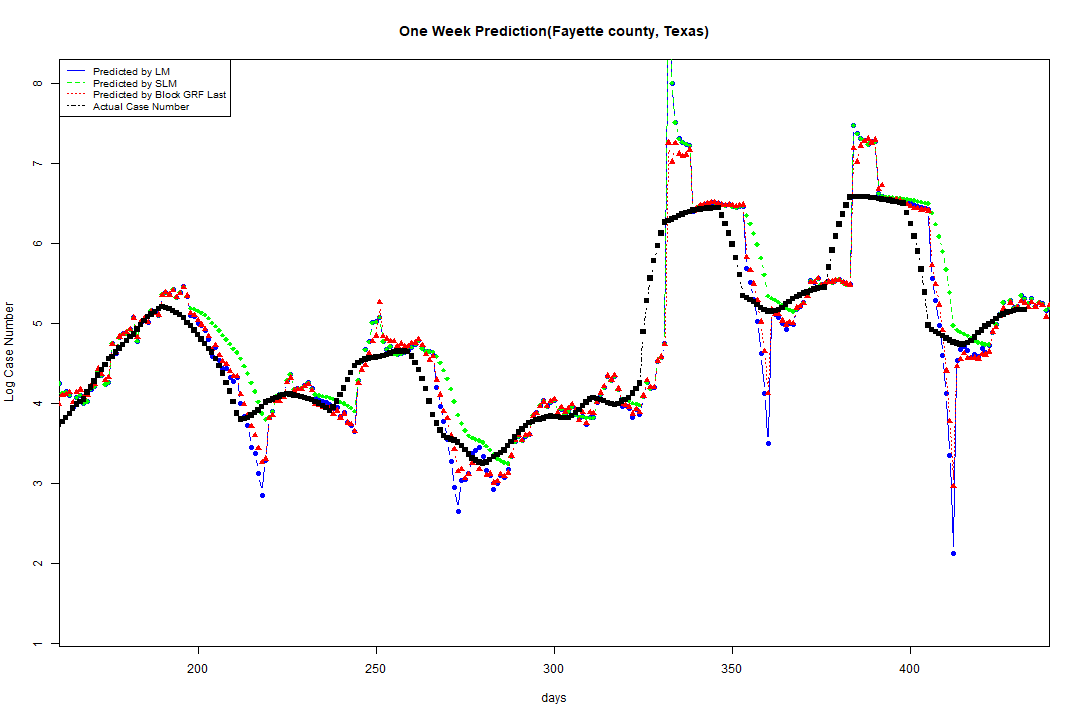 One Week Prediction(Fayette county, Texas)
Predicted by LM
Predicted by SLM
Predicted by Block GRF Last
Actual Case Number
8
7
6
5
4
3
2
1
Log Case Number
200 250 300 350 400
days